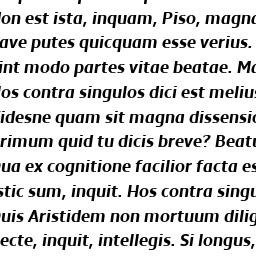 on est ista, inquam, Piso, magna
ave putes quicquam esse verius.
int modo partes vitae beatae. Ma
os contra singulos dici est melius
idesne quam sit magna dissensio
rimum quid tu dicis breve? Beatu
ua ex cognitione facilior facta es
stic sum, inquit. Hos contra singu
uis Aristidem non mortuum dilig
ecte, inquit, intellegis. Si longus,